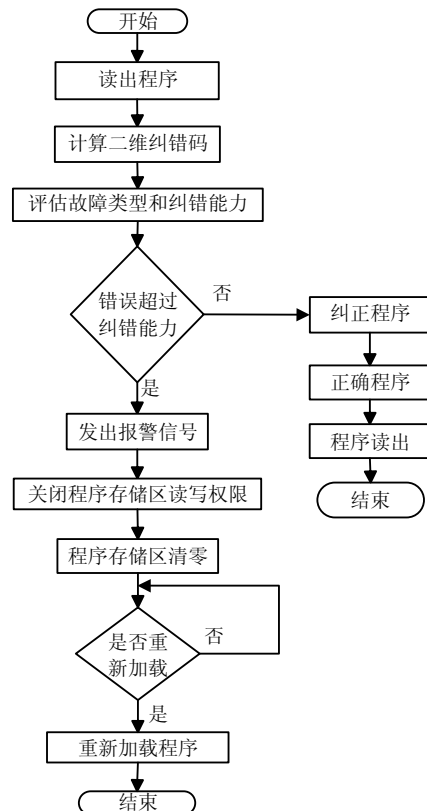 开始
读出程序
计算二维纠错码
评估故障类型和纠错能力
错误超过
纠错能力
否
纠正程序
正确程序
程序读出
结束
是
发出报警信号
关闭程序存储区读写权限
程序存储区清零
是否重
新加载
否
是
重新加载程序
结束